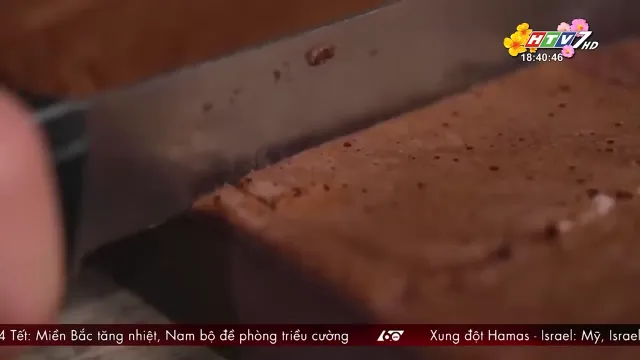 HTV7 HD
18:40:46
4 Tết: Miền Bắc tăng nhiệt, Nam bộ đề phòng triều cường
60
Xung đột Hamas - Israel: Mỹ, Israel